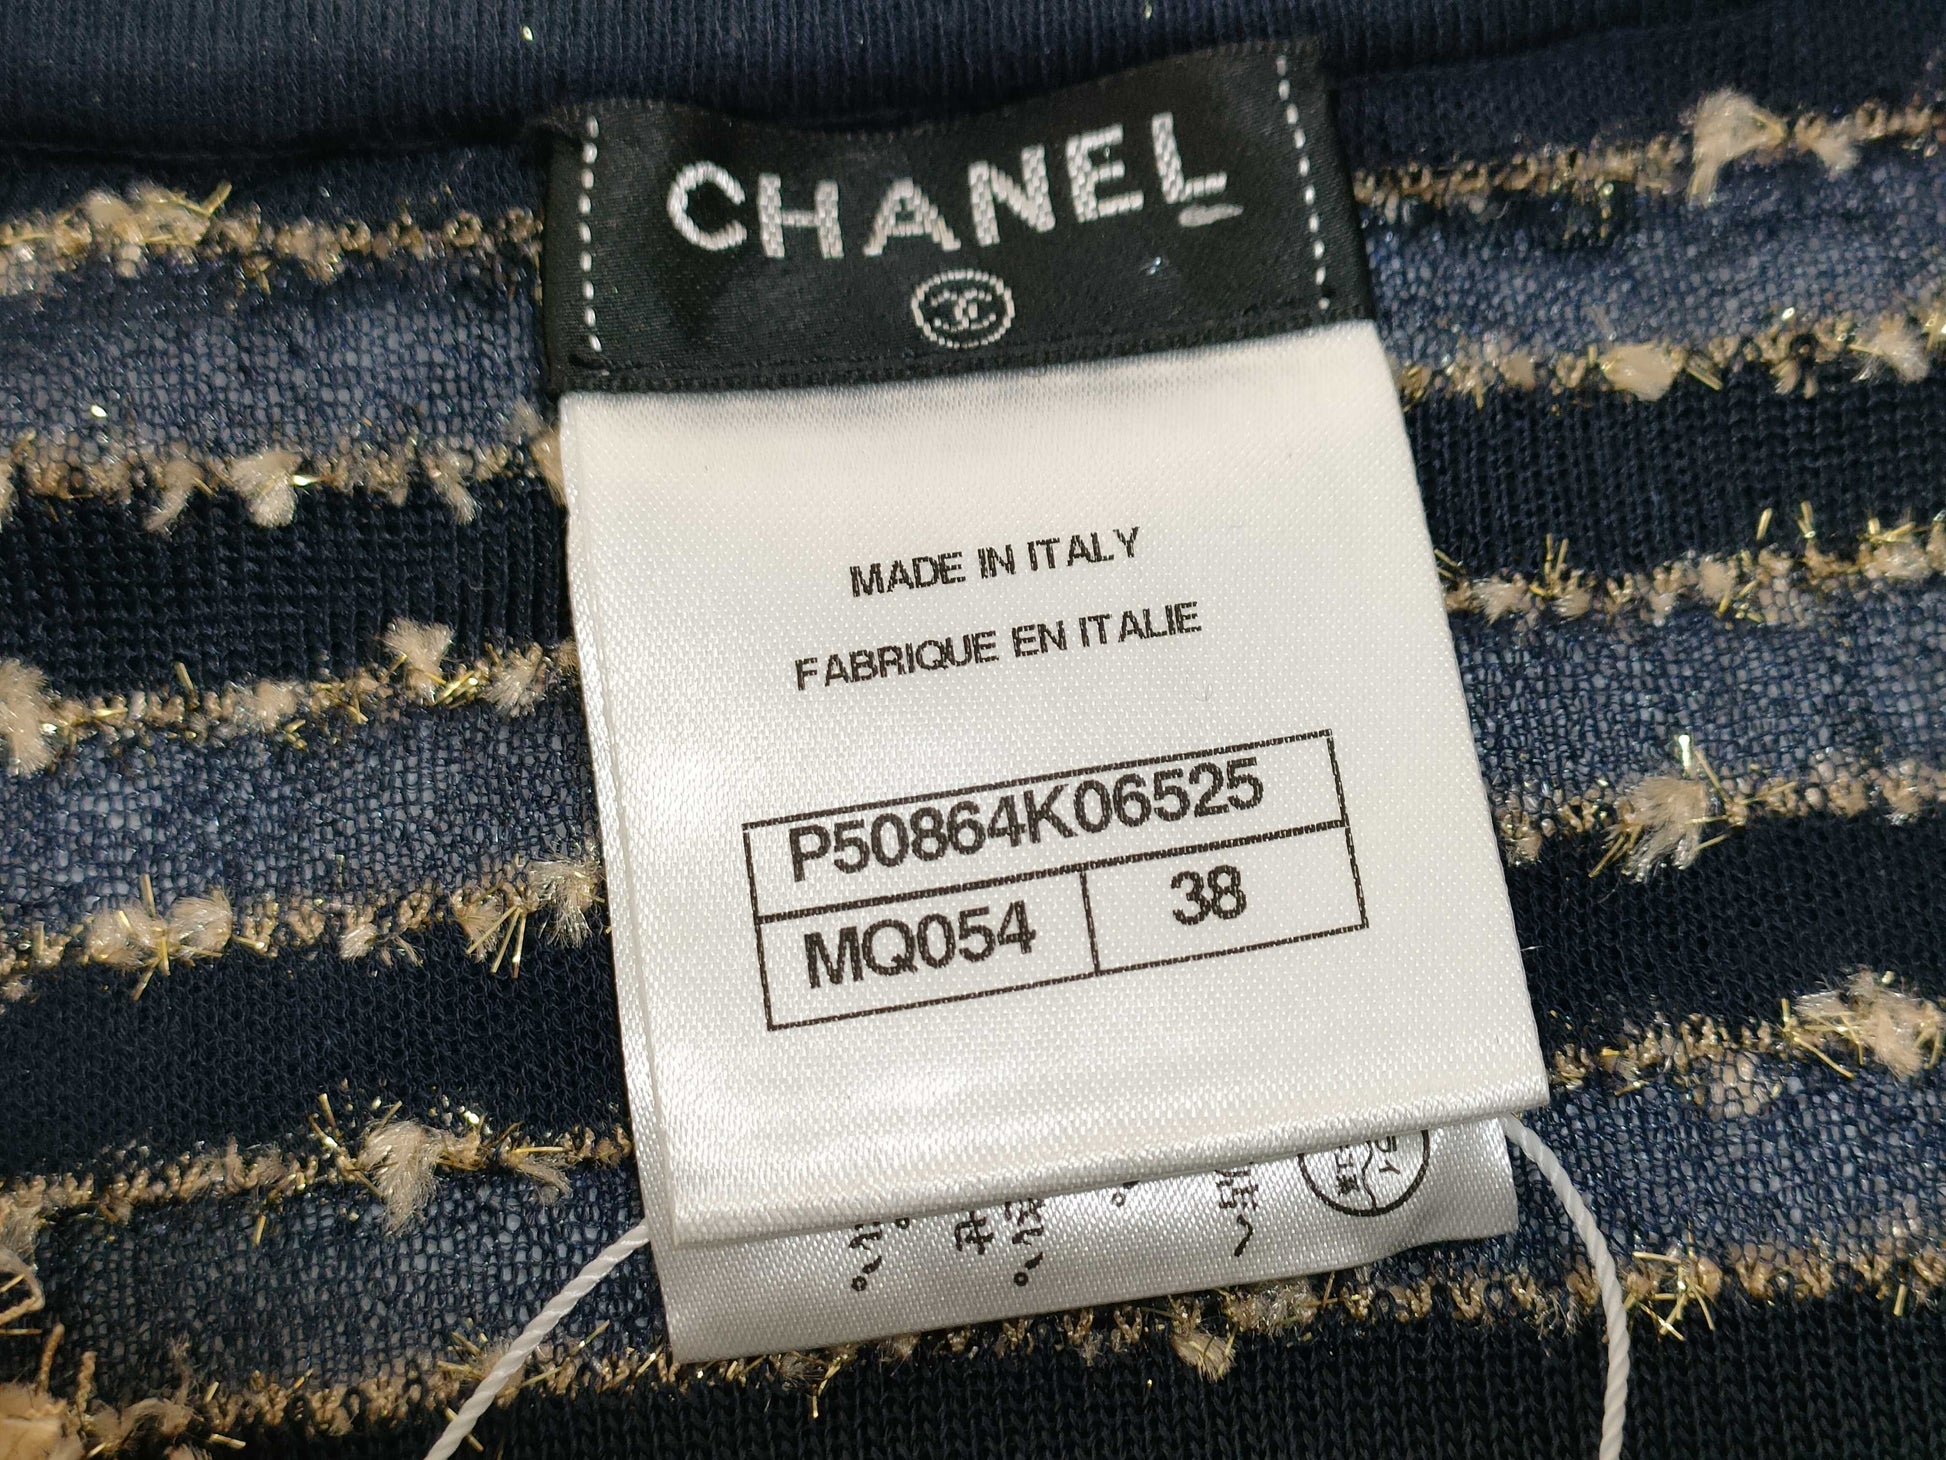 CHANEL
MADE IN ITALY
FABRIQUE EN ITALIE
P50864K06525
MQ054 38